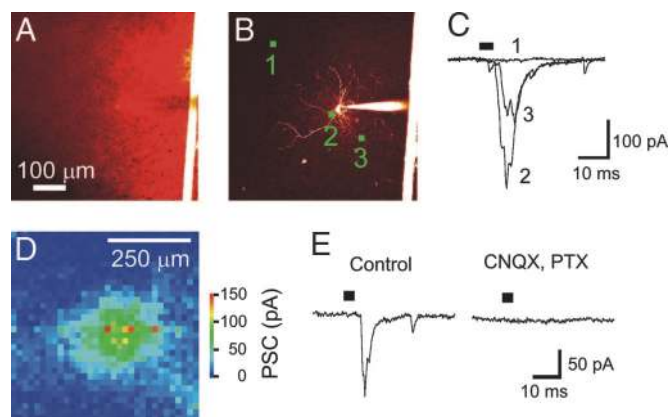 A
B
C
100 µm
1
2
3
1
3
2
100 pA
10 ms
D
250 µm
150
100
50
0
PSC (pA)
E
Control
CNQX, PTX
50 pA
10 ms